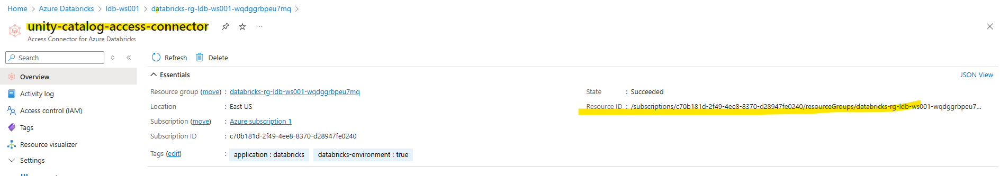 Home > Azure Databricks > ldb-ws001 > databricks-rg-ldb-ws001-wqdggrbpeu7mq >
unity-catalog-access-connector
Access Connector for Azure Databricks
Search
Refresh Delete
Overview
Essentials
JSON View
Activity log
Resource group (move) : databricks-rg-ldb-ws001-wqdggrbpeu7mq
State : Succeeded
Access control (IAM)
Location : East US
Resource ID : /subscriptions/c70b181d-2f49-4ee8-8370-d28947fe0240/resourceGroups/databricks-rg-ldb-ws001-wqdggrbpeu7...
Tags
Subscription (move) : Azure subscription 1
Resource visualizer
Subscription ID : c70b181d-2f49-4ee8-8370-d28947fe0240
Settings
Tags (edit) : application : databricks databricks-environment : true